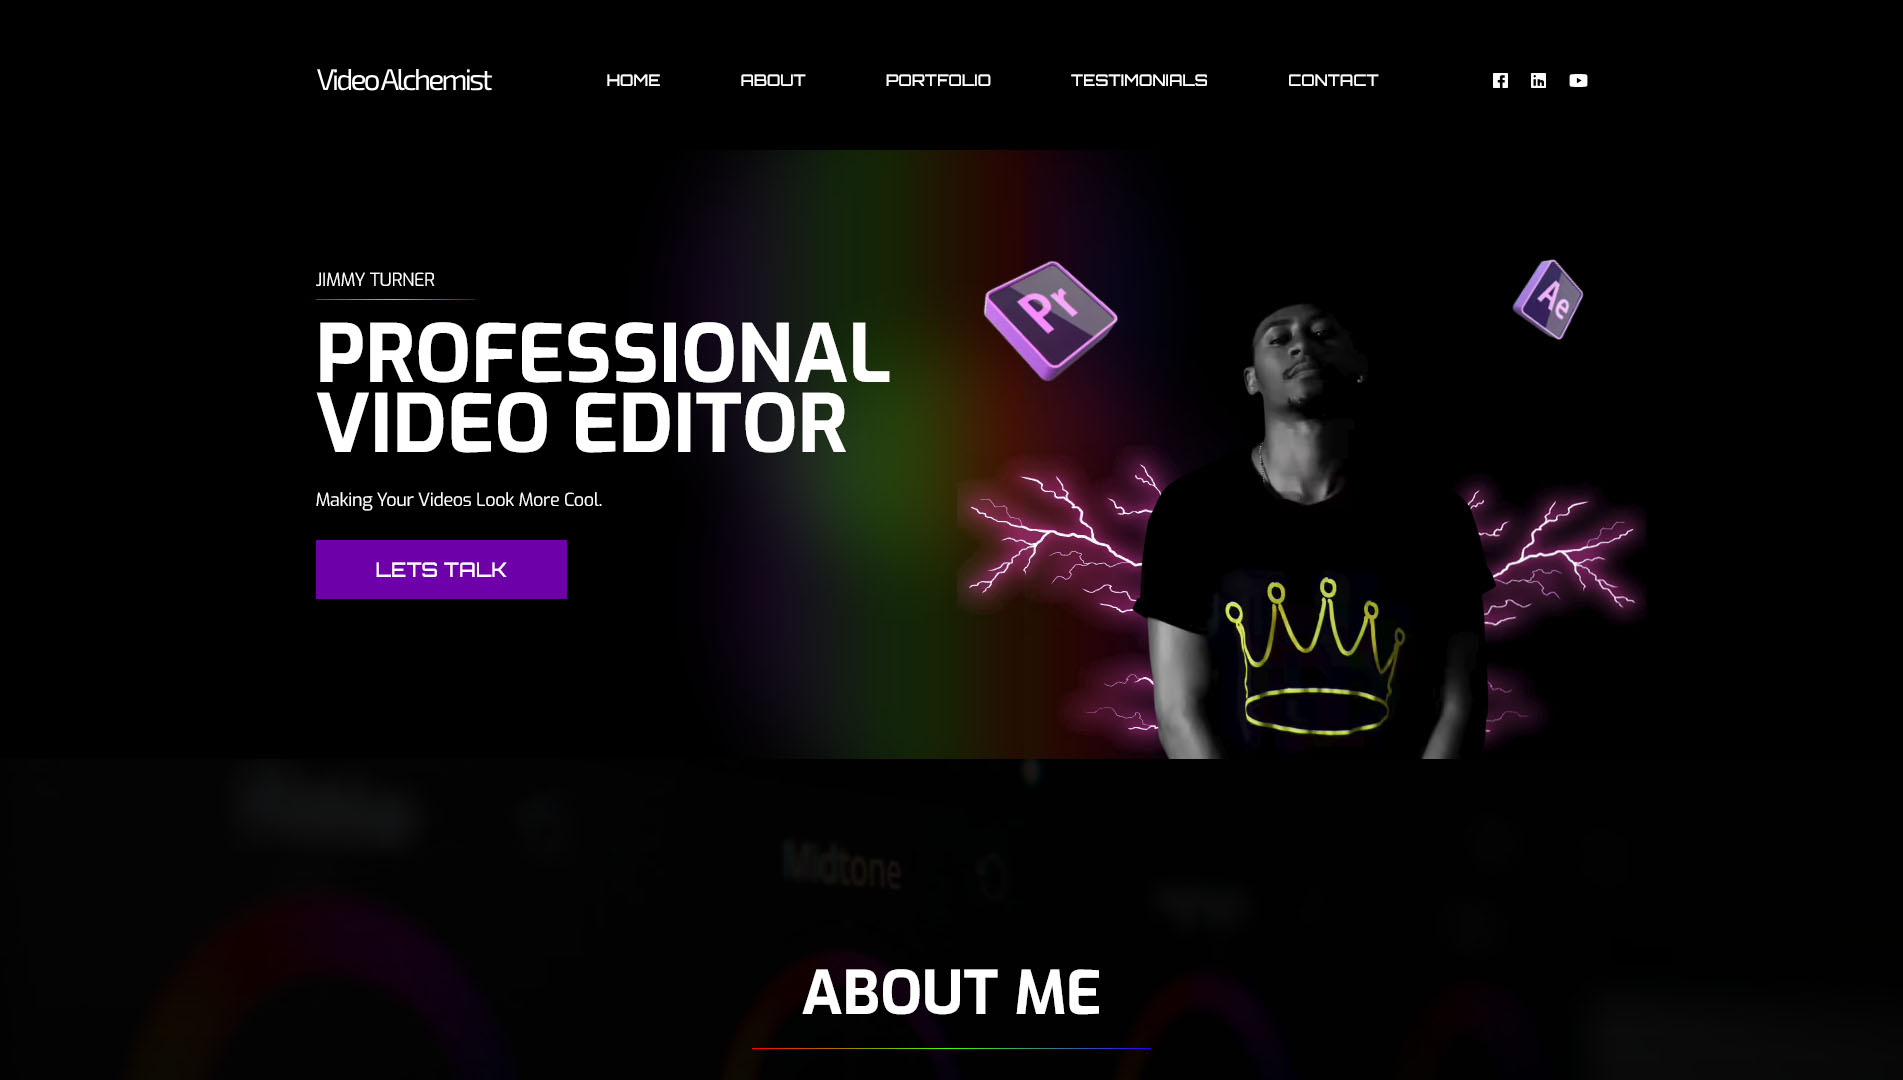 VideoAlchemist
HOME ABOUT PORTFOLIO TESTIMONIALS CONTACT
JIMMY TURNER
PROFESSIONAL
VIDEO EDITOR
Making Your Videos Look More Cool.
LETS TALK
Pr
Ae
Midtone
ABOUT ME